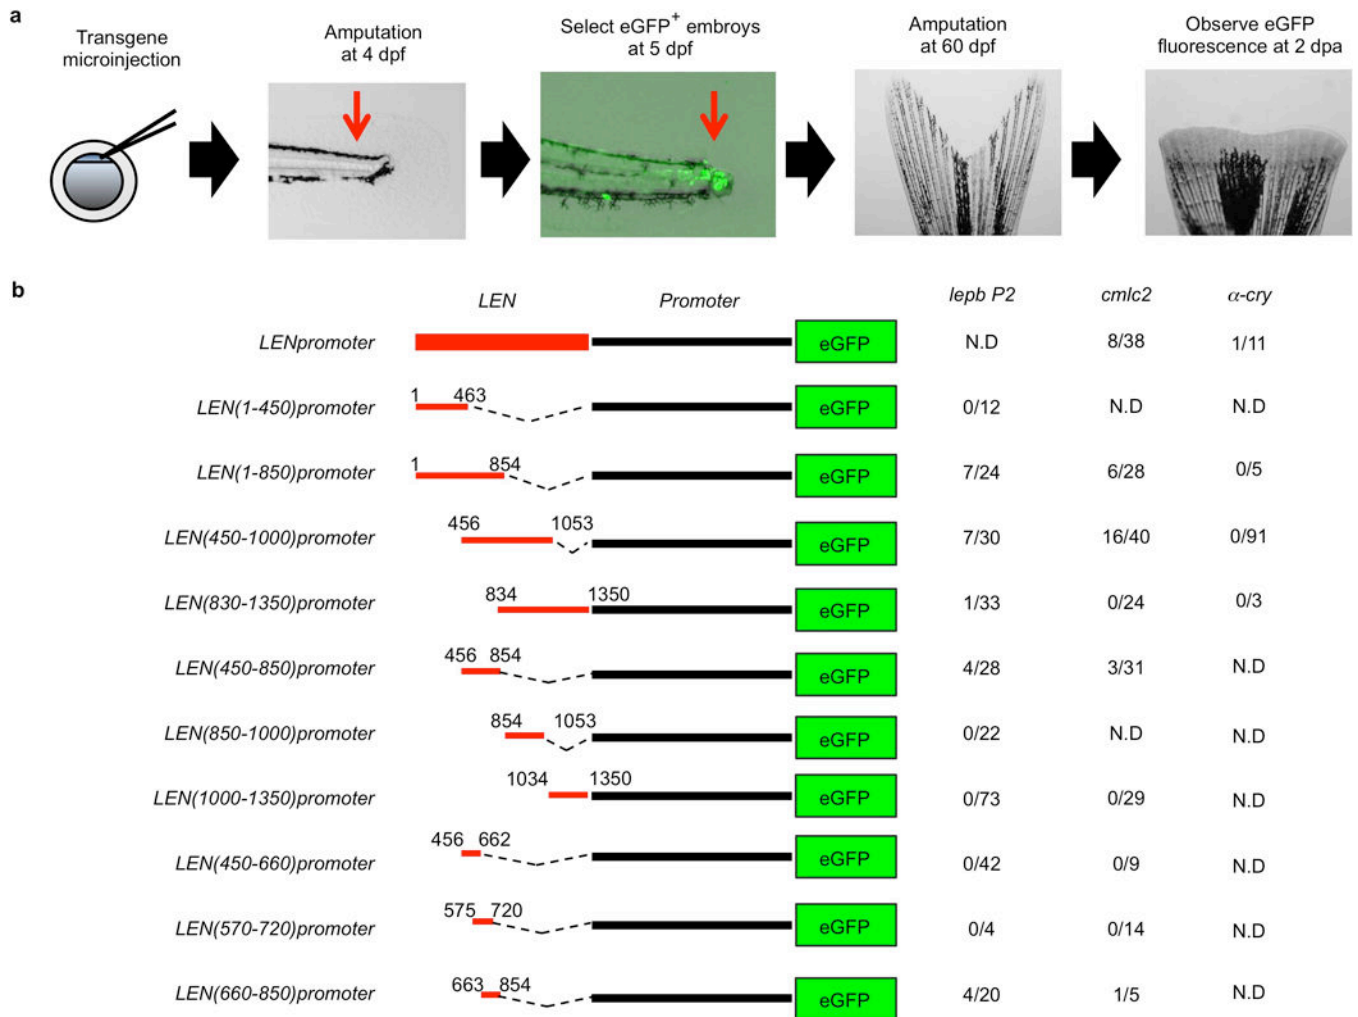 a
Transgene
microinjection
Amputation
at 4 dpf
Select eGFP+ embroys
at 5 dpf
Amputation
at 60 dpf
Observe eGFP
fluorescence at 2 dpa
b
LEN Promoter lepb P2 cmlc2 α-cry
LENpromoter eGFP N.D 8/38 1/11
1 463
LEN(1-450)promoter eGFP 0/12 N.D N.D
1 854
LEN(1-850)promoter eGFP 7/24 6/28 0/5
456 1053
LEN(450-1000)promoter eGFP 7/30 16/40 0/91
834 1350
LEN(830-1350)promoter eGFP 1/33 0/24 0/3
456 854
LEN(450-850)promoter eGFP 4/28 3/31 N.D
854 1053
LEN(850-1000)promoter eGFP 0/22 N.D N.D
1034 1350
LEN(1000-1350)promoter eGFP 0/73 0/29 N.D
456 662
LEN(450-660)promoter eGFP 0/42 0/9 N.D
575 720
LEN(570-720)promoter eGFP 0/4 0/14 N.D
663 854
LEN(660-850)promoter eGFP 4/20 1/5 N.D